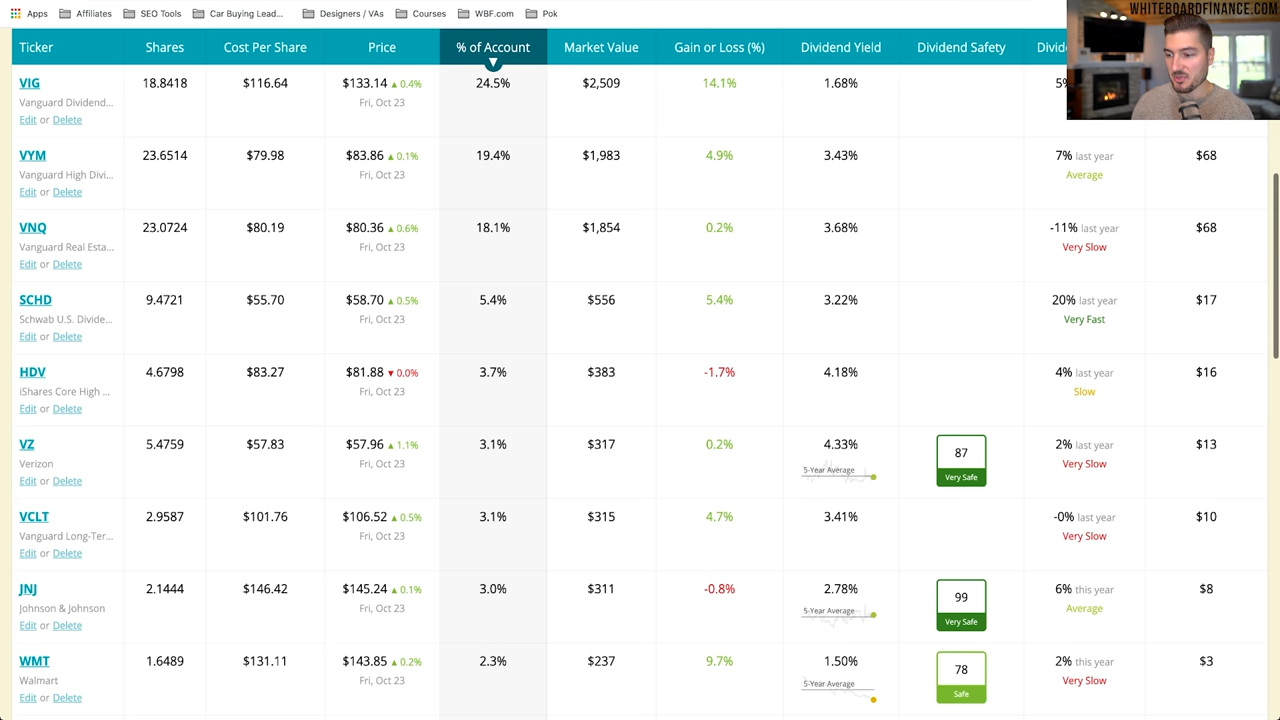 Apps Affiliates SEO Tools Car Buying Lead... Designers / VAs Courses WBF.com Pok
WHITEBOARDFINANCE.COM
Ticker Shares Cost Per Share Price % of Account Market Value Gain or Loss (%) Dividend Yield Dividend Safety
VIG 18.8418 $116.64 $133.14 ▲ 0.4% 24.5% $2,509 14.1% 1.68%
Vanguard Dividend... Fri, Oct 23
Edit or Delete
VYM 23.6514 $79.98 $83.86 ▲ 0.1% 19.4% $1,983 4.9% 3.43% 7% last year $68
Vanguard High Divi... Fri, Oct 23 Average
Edit or Delete
VNQ 23.0724 $80.19 $80.36 ▲ 0.6% 18.1% $1,854 0.2% 3.68% -11% last year $68
Vanguard Real Esta... Fri, Oct 23 Very Slow
Edit or Delete
SCHD 9.4721 $55.70 $58.70 ▲ 0.5% 5.4% $556 5.4% 3.22% 20% last year $17
Schwab U.S. Divide... Fri, Oct 23 Very Fast
Edit or Delete
HDV 4.6798 $83.27 $81.88 ▼ 0.0% 3.7% $383 -1.7% 4.18% 4% last year $16
iShares Core High ... Fri, Oct 23 Slow
Edit or Delete
VZ 5.4759 $57.83 $57.96 ▲ 1.1% 3.1% $317 0.2% 4.33% 87 2% last year $13
Verizon Fri, Oct 23 5-Year Average Very Safe Very Slow
Edit or Delete
VCLT 2.9587 $101.76 $106.52 ▲ 0.5% 3.1% $315 4.7% 3.41% -0% last year $10
Vanguard Long-Ter... Fri, Oct 23 Very Slow
Edit or Delete
JNJ 2.1444 $146.42 $145.24 ▲ 0.1% 3.0% $311 -0.8% 2.78% 99 6% this year $8
Johnson & Johnson Fri, Oct 23 5-Year Average Very Safe Average
Edit or Delete
WMT 1.6489 $131.11 $143.85 ▲ 0.2% 2.3% $237 9.7% 1.50% 78 2% this year $3
Walmart Fri, Oct 23 5-Year Average Safe Very Slow
Edit or Delete